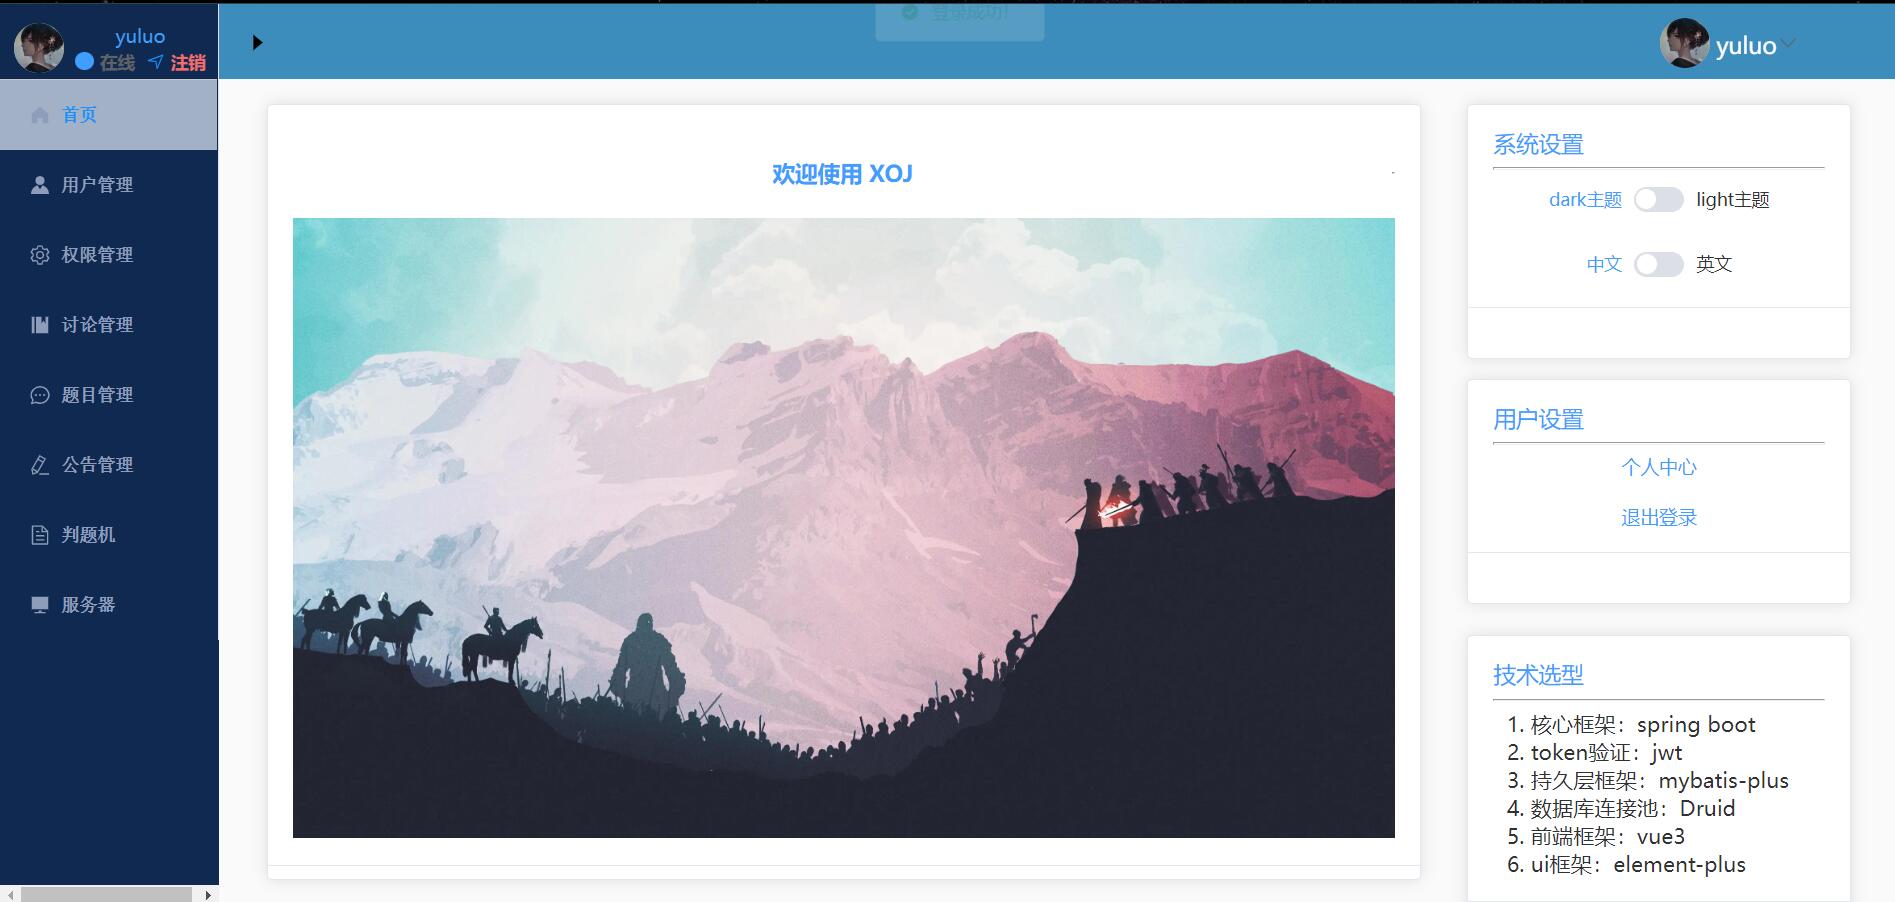 yuluo
在线 注销
首页
用户管理
权限管理
讨论管理
题目管理
公告管理
判题机
服务器
登录成功!
yuluo
欢迎使用 XOJ
系统设置
dark主题 light主题
中文 英文
用户设置
个人中心
退出登录
技术选型
1. 核心框架：spring boot
2. token验证：jwt
3. 持久层框架：mybatis-plus
4. 数据库连接池：Druid
5. 前端框架：vue3
6. ui框架：element-plus